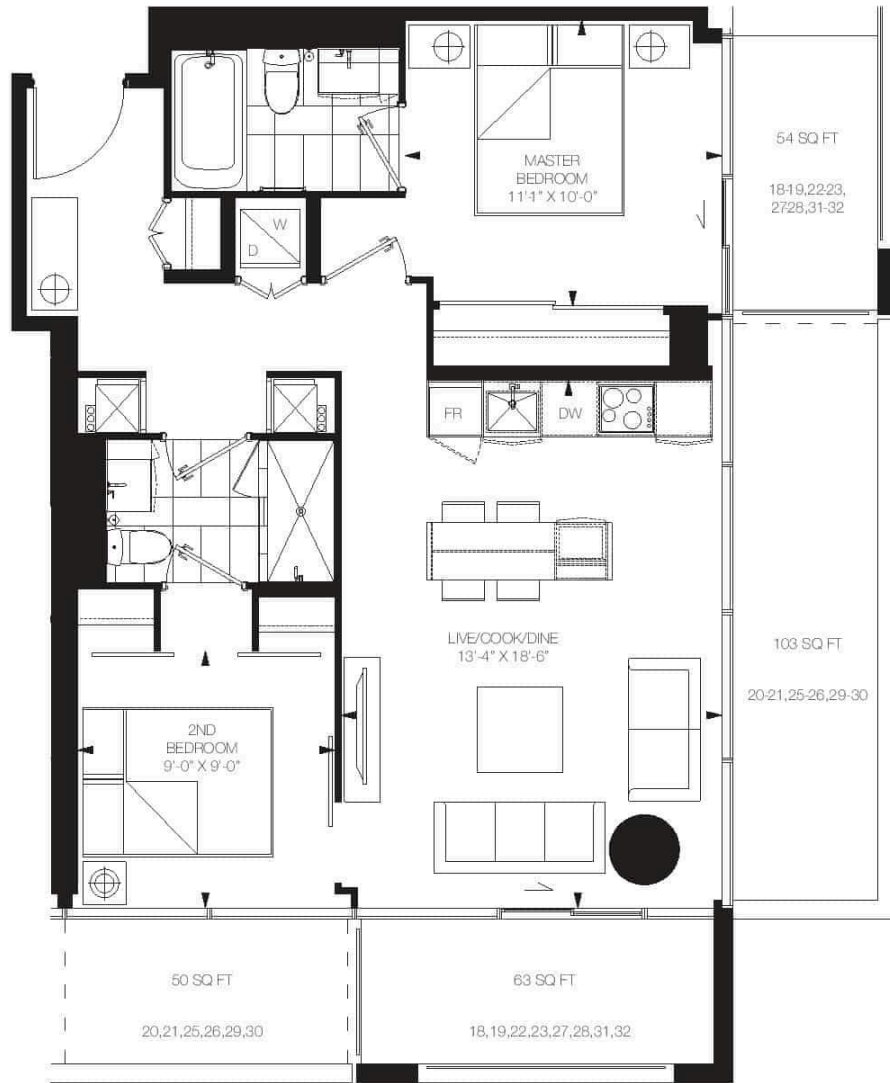 54 SQ FT
18-19,22-23,
27-28,31-32
MASTER
BEDROOM
11'-1" X 10'-0"
W
D
FR
DW
LIVE/COOK/DINE
13'-4" X 18'-6"
103 SQ FT
20-21,25-26,29-30
2ND
BEDROOM
9'-0" X 9'-0"
50 SQ FT
20,21,25,26,29,30
63 SQ FT
18,19,22,23,27,28,31,32